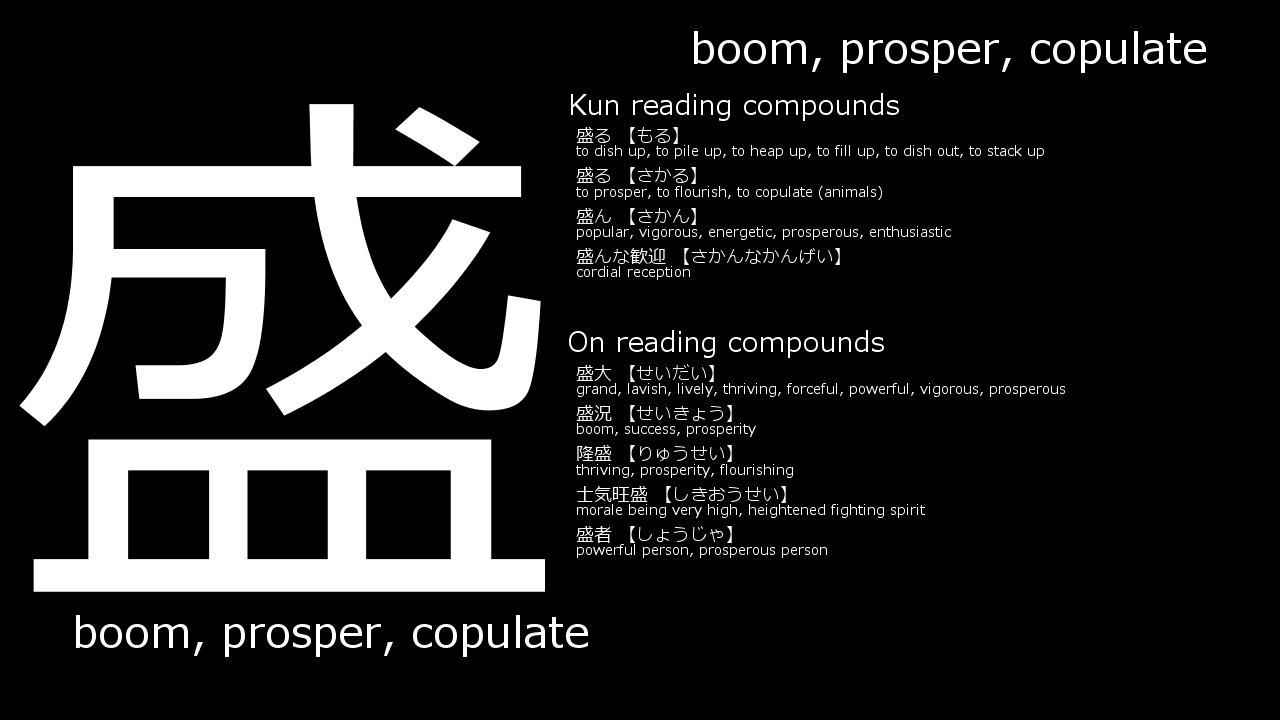 盛
boom, prosper, copulate
boom, prosper, copulate
Kun reading compounds
盛る 【もる】
to dish up, to pile up, to heap up, to fill up, to dish out, to stack up
盛る 【さかる】
to prosper, to flourish, to copulate (animals)
盛ん 【さかん】
popular, vigorous, energetic, prosperous, enthusiastic
盛んな歓迎 【さかんなかんげい】
cordial reception
On reading compounds
盛大 【せいだい】
grand, lavish, lively, thriving, forceful, powerful, vigorous, prosperous
盛況 【せいきょう】
boom, success, prosperity
隆盛 【りゅうせい】
thriving, prosperity, flourishing
士気旺盛 【しきおうせい】
morale being very high, heightened fighting spirit
盛者 【しょうじゃ】
powerful person, prosperous person